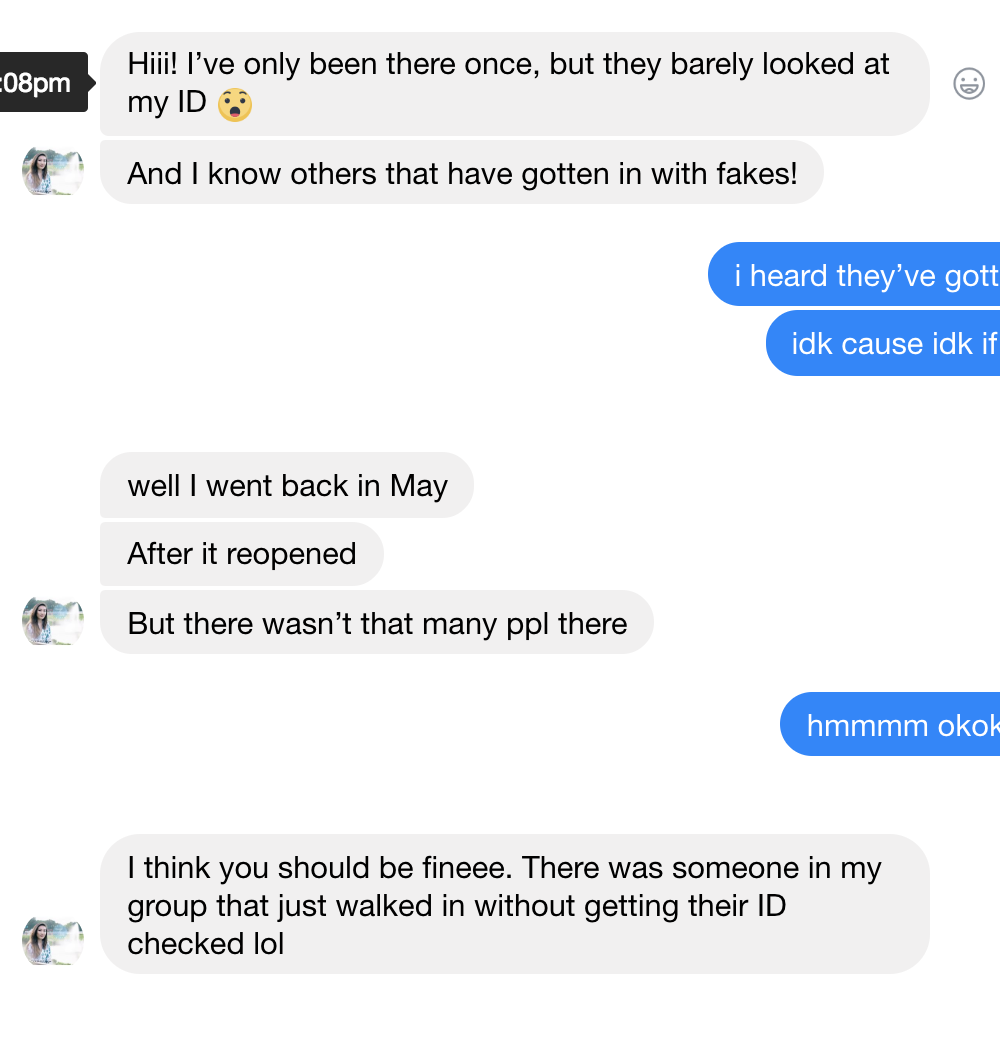 :08pm
Hiii! I’ve only been there once, but they barely looked at
my ID 😮
And I know others that have gotten in with fakes!
i heard they’ve gott
idk cause idk if
well I went back in May
After it reopened
But there wasn’t that many ppl there
hmmmm okok
I think you should be fineee. There was someone in my
group that just walked in without getting their ID
checked lol